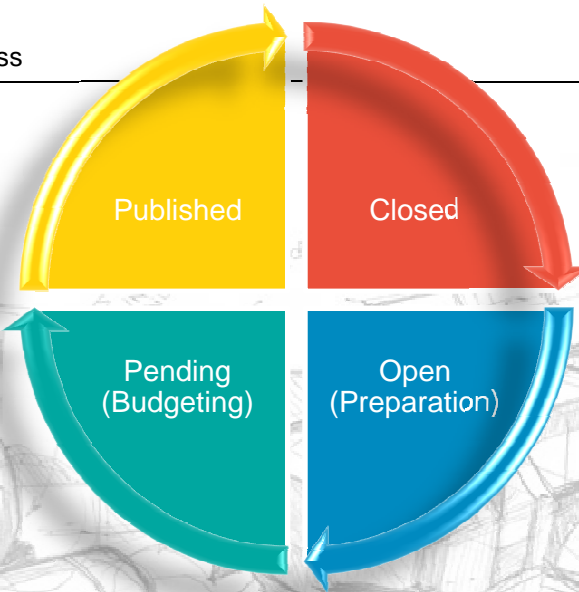 ss
Published
Closed
Pending
(Budgeting)
Open
(Preparation)